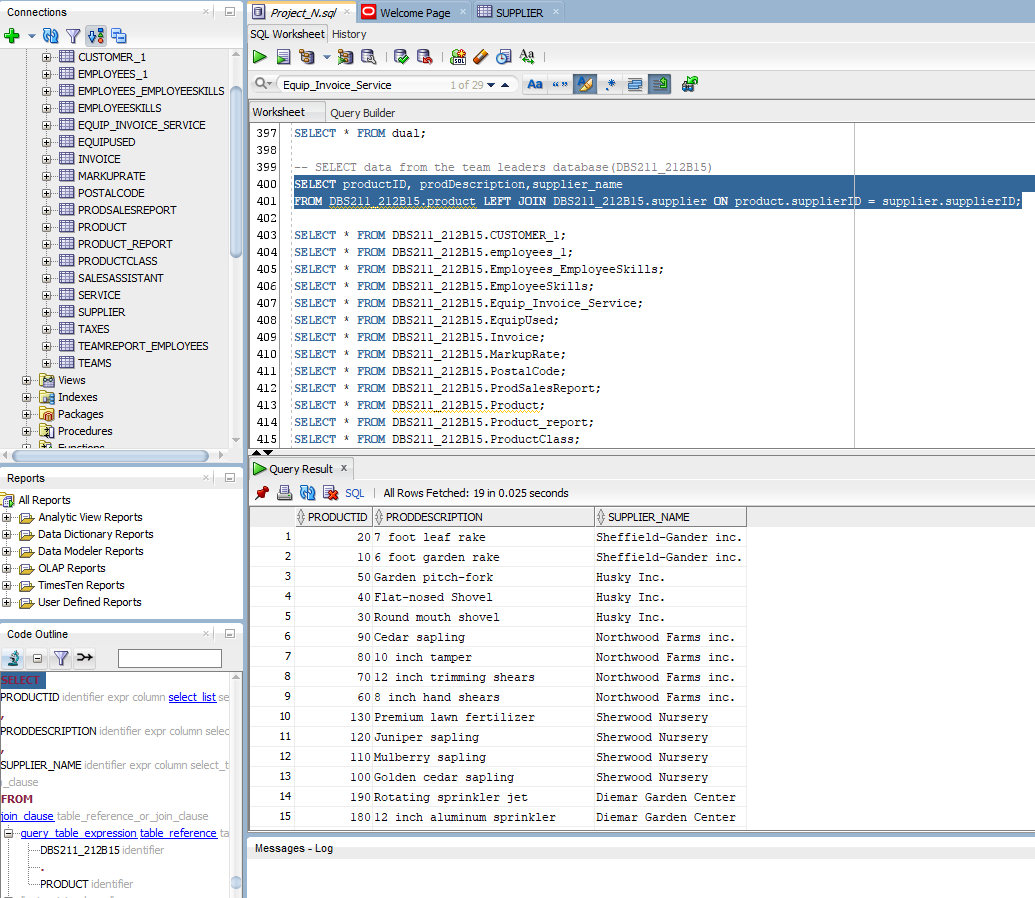 Connections
CUSTOMER_1
EMPLOYEES_1
EMPLOYEES_EMPLOYEESKILLS
EMPLOYEESKILLS
EQUIP_INVOICE_SERVICE
EQUIPUSED
INVOICE
MARKUPRATE
POSTALCODE
PRODSALESREPORT
PRODUCT
PRODUCT_REPORT
PRODUCTCLASS
SALESASSISTANT
SERVICE
SUPPLIER
TAXES
TEAMREPORT_EMPLOYEES
TEAMS
Views
Indexes
Packages
Procedures
Functions
Reports
All Reports
Analytic View Reports
Data Dictionary Reports
Data Modeler Reports
OLAP Reports
TimesTen Reports
User Defined Reports
Code Outline
SELECT
PRODUCTID identifier expr column select_list se
,
PRODDESCRIPTION identifier expr column selec
,
SUPPLIER_NAME identifier expr column select_t
_clause
FROM
join_clause table_reference_or_join_clause
query_table_expression table_reference ta
DBS211_212B15 identifier
.
PRODUCT identifier
Project_N.sql
Welcome Page
SUPPLIER
SQL Worksheet History
Equip_Invoice_Service 1 of 29
Aa “”
Worksheet Query Builder
397 SELECT * FROM dual;
398
399 -- SELECT data from the team leaders database(DBS211_212B15)
400 SELECT productID, prodDescription,supplier_name
401 FROM DBS211_212B15.product LEFT JOIN DBS211_212B15.supplier ON product.supplierID = supplier.supplierID;
402
403 SELECT * FROM DBS211_212B15.CUSTOMER_1;
404 SELECT * FROM DBS211_212B15.employees_1;
405 SELECT * FROM DBS211_212B15.Employees_EmployeeSkills;
406 SELECT * FROM DBS211_212B15.EmployeeSkills;
407 SELECT * FROM DBS211_212B15.Equip_Invoice_Service;
408 SELECT * FROM DBS211_212B15.EquipUsed;
409 SELECT * FROM DBS211_212B15.Invoice;
410 SELECT * FROM DBS211_212B15.MarkupRate;
411 SELECT * FROM DBS211_212B15.PostalCode;
412 SELECT * FROM DBS211_212B15.ProdSalesReport;
413 SELECT * FROM DBS211_212B15.Product;
414 SELECT * FROM DBS211_212B15.Product_report;
415 SELECT * FROM DBS211_212B15.ProductClass;
Query Result x
SQL | All Rows Fetched: 19 in 0.025 seconds
PRODUCTID PRODDESCRIPTION SUPPLIER_NAME
1 20 7 foot leaf rake Sheffield-Gander inc.
2 10 6 foot garden rake Sheffield-Gander inc.
3 50 Garden pitch-fork Husky Inc.
4 40 Flat-nosed Shovel Husky Inc.
5 30 Round mouth shovel Husky Inc.
6 90 Cedar sapling Northwood Farms inc.
7 80 10 inch tamper Northwood Farms inc.
8 70 12 inch trimming shears Northwood Farms inc.
9 60 8 inch hand shears Northwood Farms inc.
10 130 Premium lawn fertilizer Sherwood Nursery
11 120 Juniper sapling Sherwood Nursery
12 110 Mulberry sapling Sherwood Nursery
13 100 Golden cedar sapling Sherwood Nursery
14 190 Rotating sprinkler jet Diemar Garden Center
15 180 12 inch aluminum sprinkler Diemar Garden Center
Messages - Log